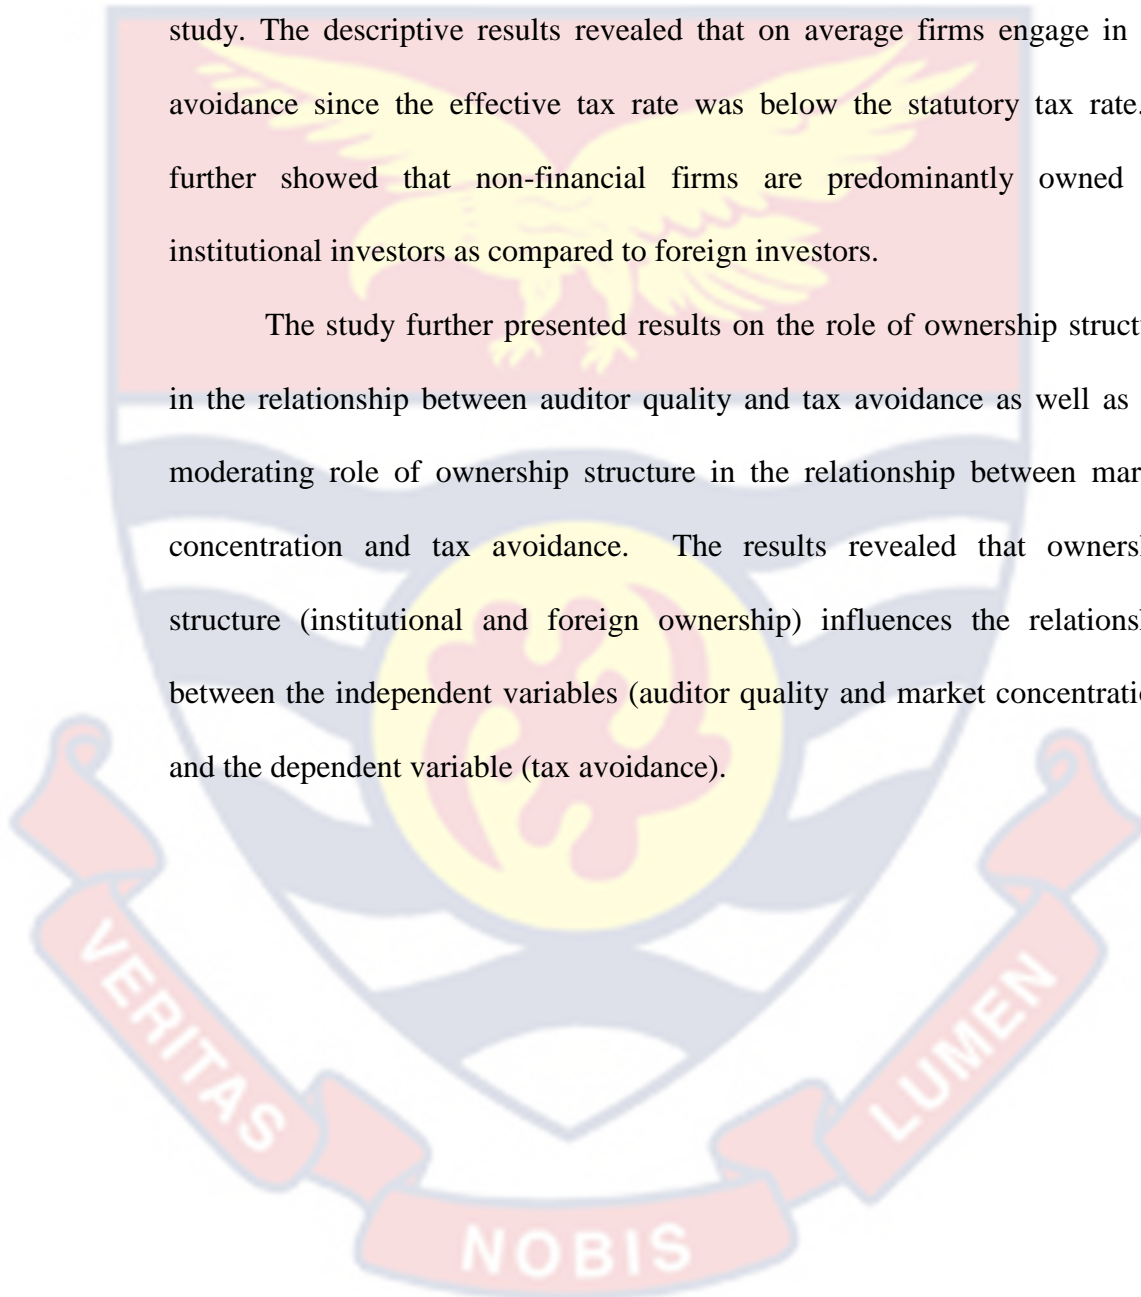 study. The descriptive results revealed that on average firms engage in
avoidance since the effective tax rate was below the statutory tax rate.
further showed that non-financial firms are predominantly owned
institutional investors as compared to foreign investors.
The study further presented results on the role of ownership struct
in the relationship between auditor quality and tax avoidance as well as
moderating role of ownership structure in the relationship between mar
concentration and tax avoidance. The results revealed that owners
structure (institutional and foreign ownership) influences the relations
between the independent variables (auditor quality and market concentratio
and the dependent variable (tax avoidance).
VERITAS
NOBIS
LUMEN